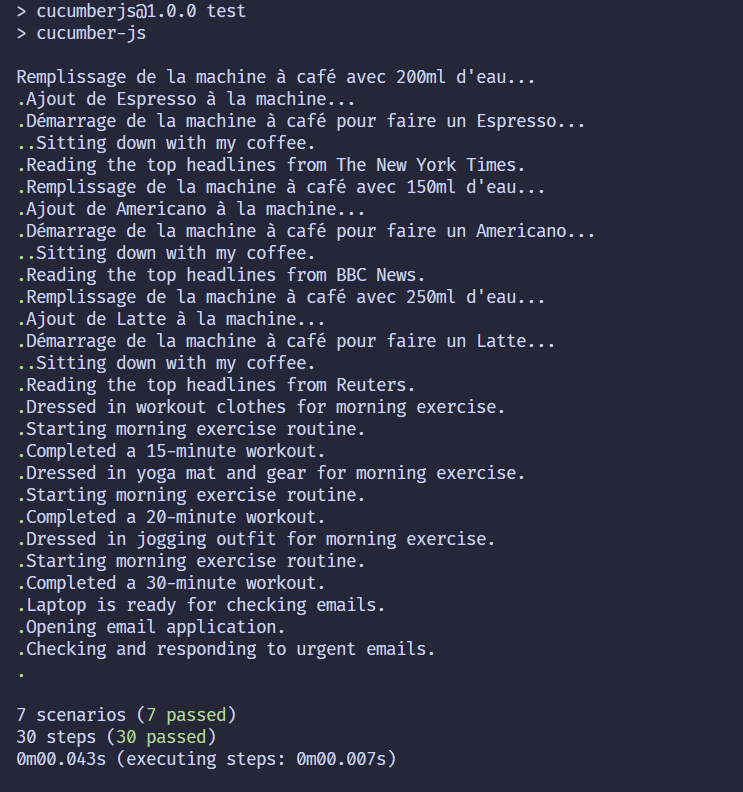 > cucumberjs@1.0.0 test
> cucumber-js
Remplissage de la machine à café avec 200ml d'eau...
.Ajout de Espresso à la machine...
.Démarrage de la machine à café pour faire un Espresso...
..Sitting down with my coffee.
.Reading the top headlines from The New York Times.
.Remplissage de la machine à café avec 150ml d'eau...
.Ajout de Americano à la machine...
.Démarrage de la machine à café pour faire un Americano...
..Sitting down with my coffee.
.Reading the top headlines from BBC News.
.Remplissage de la machine à café avec 250ml d'eau...
.Ajout de Latte à la machine...
.Démarrage de la machine à café pour faire un Latte...
..Sitting down with my coffee.
.Reading the top headlines from Reuters.
.Dressed in workout clothes for morning exercise.
.Starting morning exercise routine.
.Completed a 15-minute workout.
.Dressed in yoga mat and gear for morning exercise.
.Starting morning exercise routine.
.Completed a 20-minute workout.
.Dressed in jogging outfit for morning exercise.
.Starting morning exercise routine.
.Completed a 30-minute workout.
.Laptop is ready for checking emails.
.Opening email application.
.Checking and responding to urgent emails.
.
7 scenarios (7 passed)
30 steps (30 passed)
0m00.043s (executing steps: 0m00.007s)